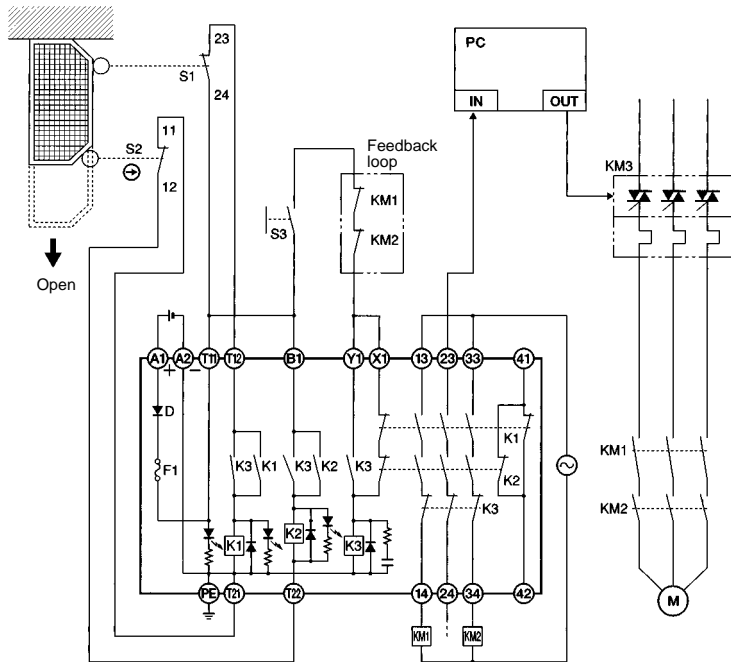 23
S1
24
PC
IN
OUT
11
S2
12
Feedback
loop
KM1
KM2
S3
KM3
Open
A1
A2
T11
T12
B1
Y1
X1
13
23
33
41
+
−
D
F1
K3
K1
K3
K2
K3
K1
K2
K3
K1
K2
K3
KM1
KM2
M
PE
T21
T22
14
24
34
42
KM1
KM2